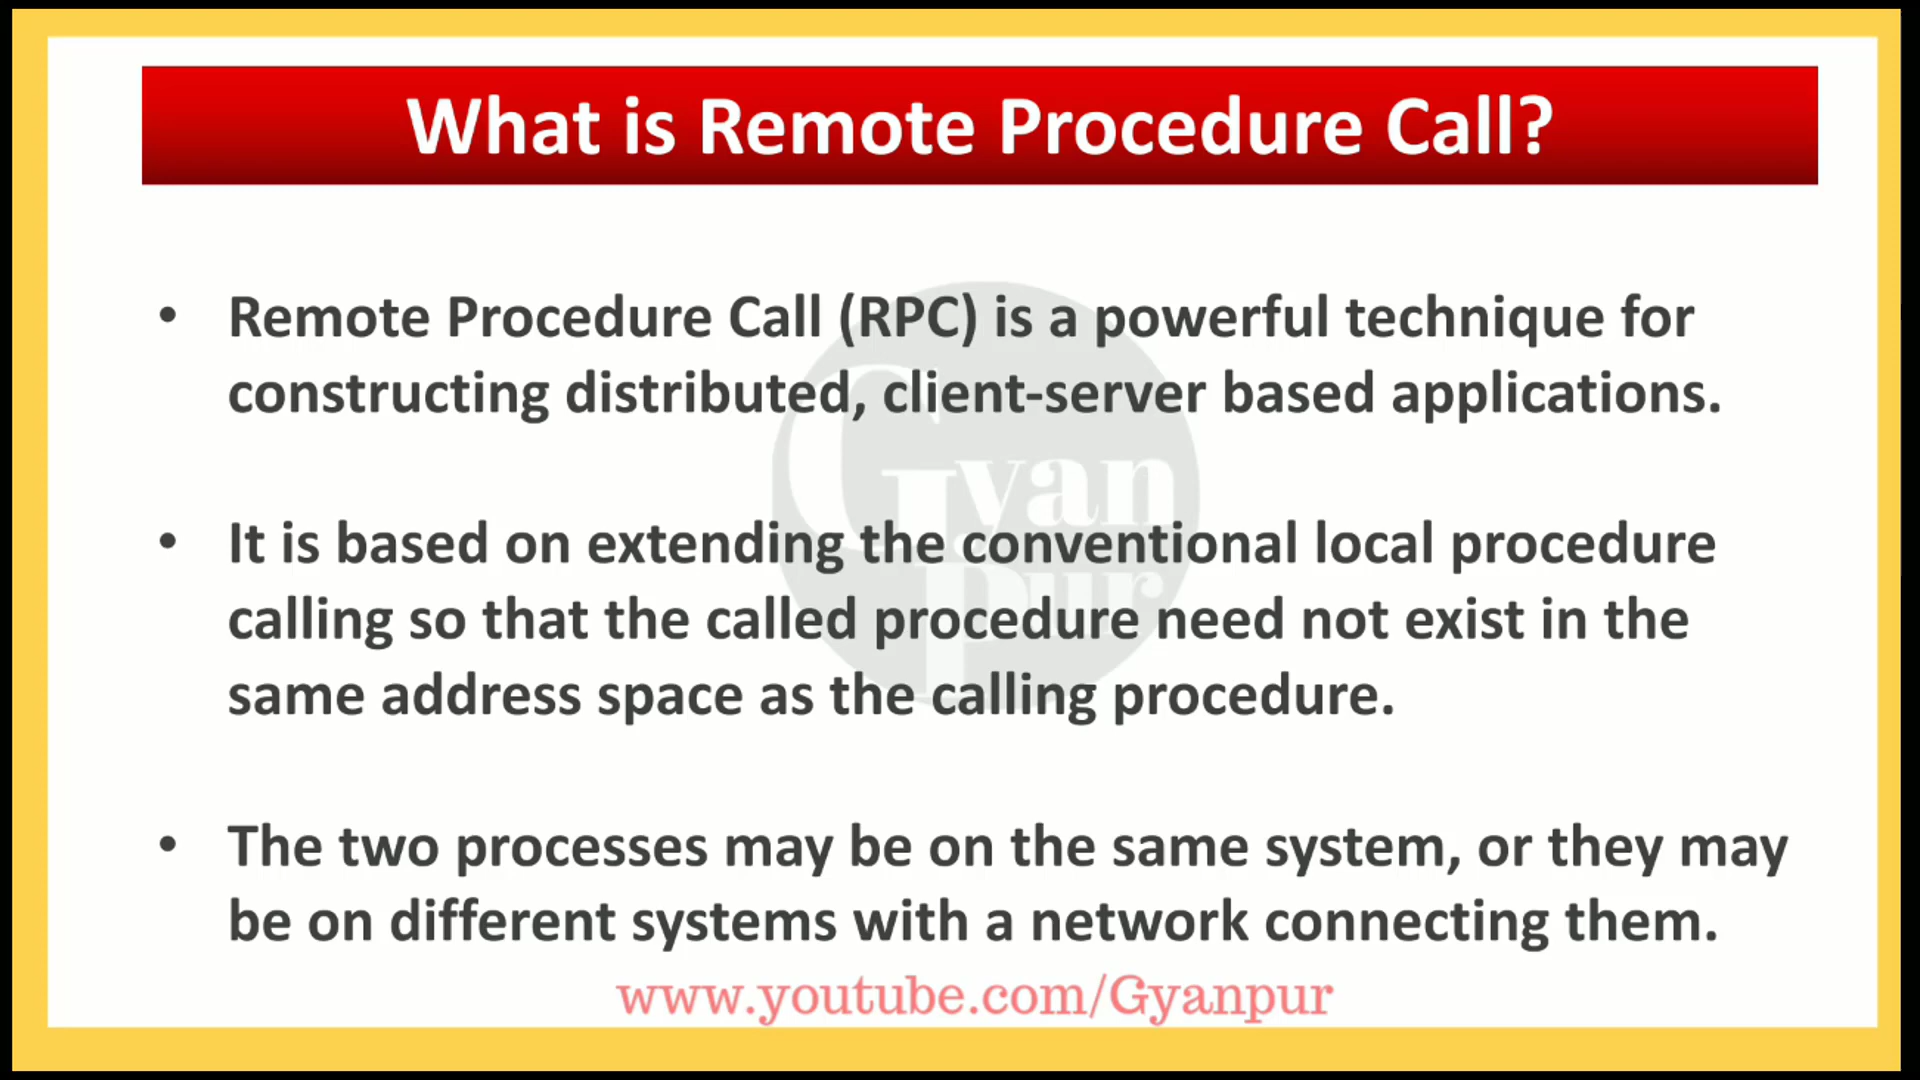 What is Remote Procedure Call?
• Remote Procedure Call (RPC) is a powerful technique for
constructing distributed, client-server based applications.
• It is based on extending the conventional local procedure
calling so that the called procedure need not exist in the
same address space as the calling procedure.
• The two processes may be on the same system, or they may
be on different systems with a network connecting them.
Gyan
Pur
www.youtube.com/Gyanpur